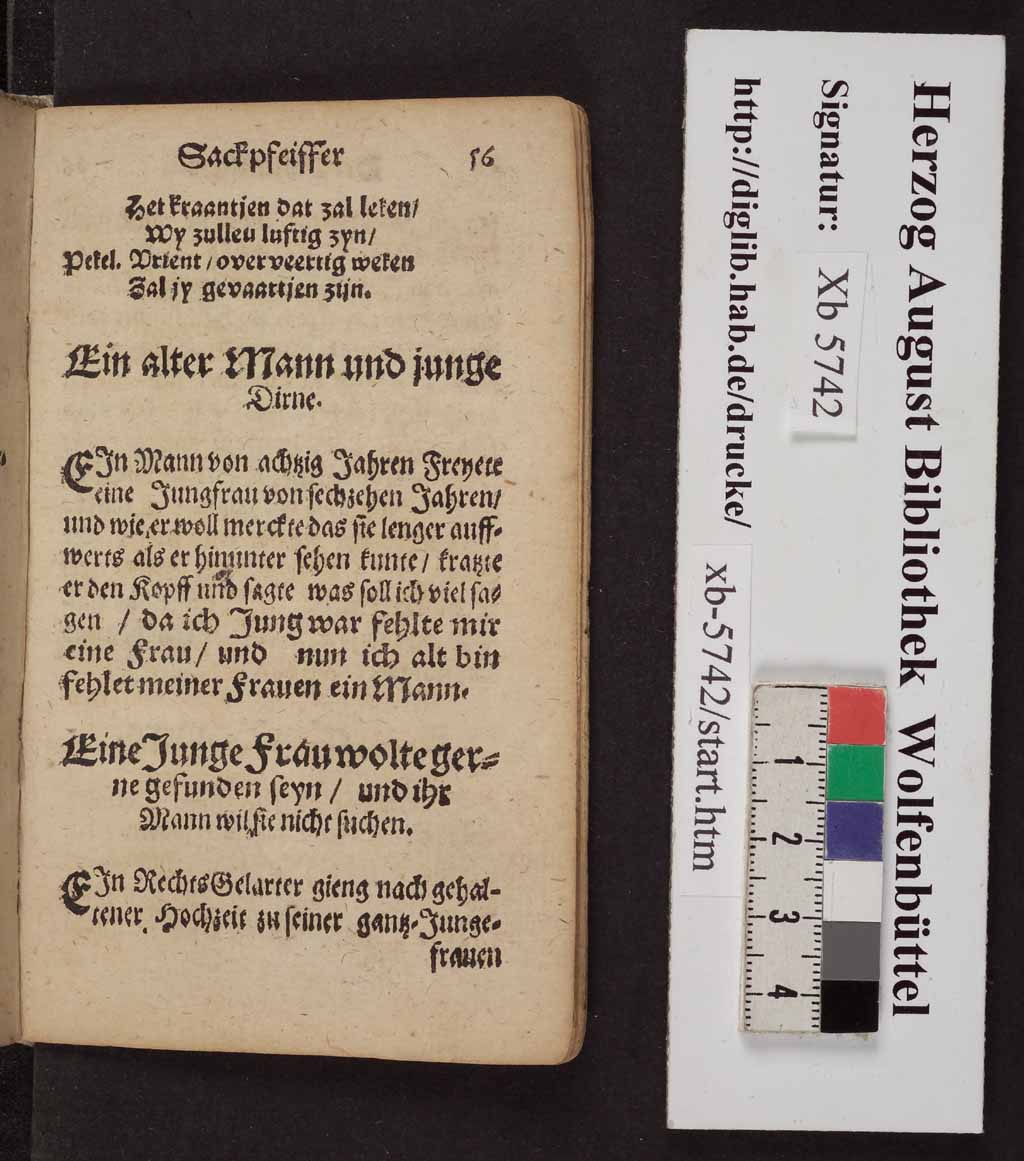 Sackpfeiffer 56
Het kraantjen dat zal leken/
Wy zulleu lustig zyn/
Pekel. Vrient / over veertig weken
Zal jy gevaartjen zijn.
Ein alter Mann und junge
Dirne.
EIn Mann von achtzig Jahren Freyete
eine Jungfrau von sechzehen Jahren/
und wie er woll merckte das sie lenger auff-
werts als er hinunter sehen kunte / kratzte
er den Kopff und sagte was soll ich viel sa-
gen / da ich Jung war fehlte mir
eine Frau / und nun ich alt bin
fehlet meiner Frauen ein Mann.
Eine Junge Frau wolte ger-
ne gefunden seyn / und ihr
Mann wil sie nicht suchen.
EIn RechtsGelarter gieng nach gehal-
tener Hochzeit zu seiner gantz-Junge-
frauen
Herzog August Bibliothek Wolfenbüttel
Signatur: Xb 5742
http://diglib.hab.de/drucke/
xb-5742/start.htm
1
2
3
4